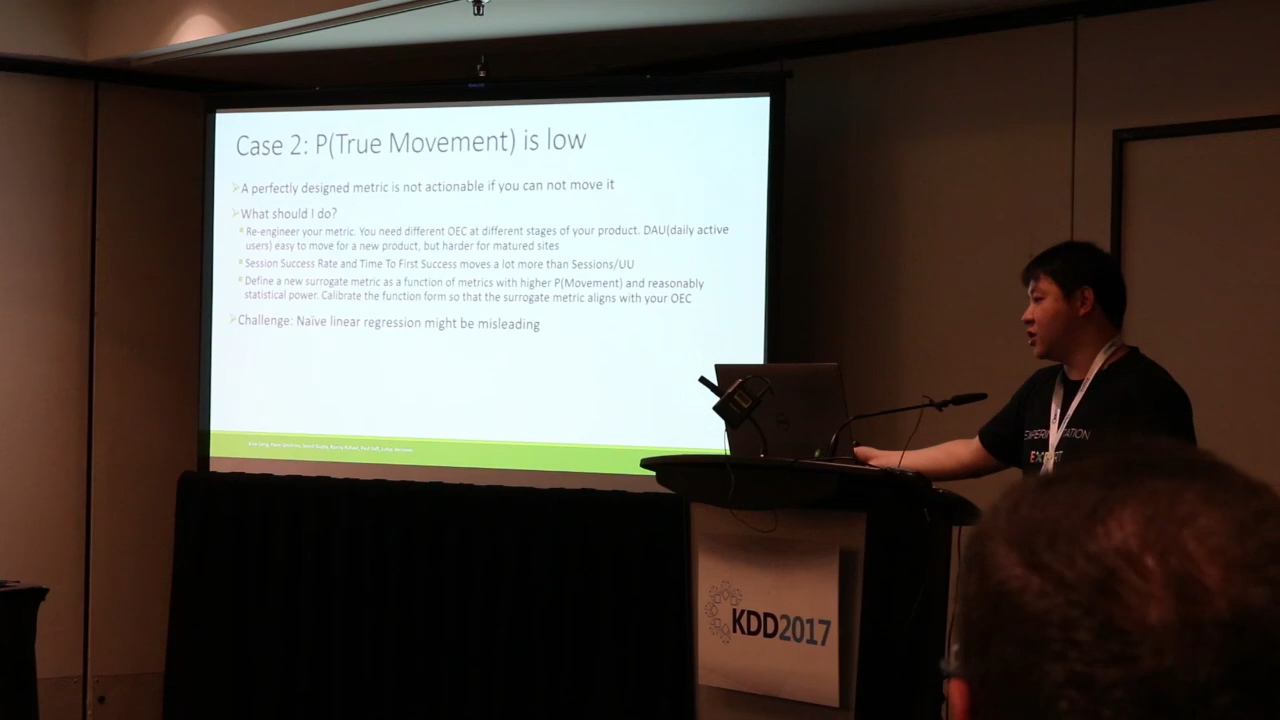 Case 2: P(True Movement) is low
A perfectly designed metric is not actionable if you can not move it
What should I do?
Re-engineer your metric. You need different OEC at different stages of your product. DAU(daily active
users) easy to move for a new product, but harder for matured sites
Session Success Rate and Time To First Success moves a lot more than Sessions/UU
Define a new surrogate metric as a function of metrics with higher P(Movement) and reasonably
statistical power. Calibrate the function form so that the surrogate metric aligns with your OEC
Challenge: Naïve linear regression might be misleading
KDD2017